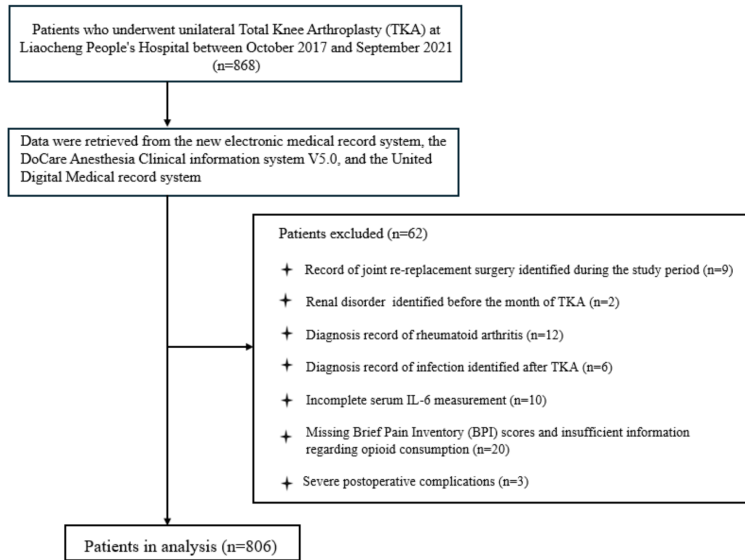 Patients who underwent unilateral Total Knee Arthroplasty (TKA) at
Liaocheng People's Hospital between October 2017 and September 2021
(n=868)
Data were retrieved from the new electronic medical record system, the
DoCare Anesthesia Clinical information system V5.0, and the United
Digital Medical record system
Patients excluded (n=62)
Record of joint re-replacement surgery identified during the study period (n=9)
Renal disorder identified before the month of TKA (n=2)
Diagnosis record of rheumatoid arthritis (n=12)
Diagnosis record of infection identified after TKA (n=6)
Incomplete serum IL-6 measurement (n=10)
Missing Brief Pain Inventory (BPI) scores and insufficient information
regarding opioid consumption (n=20)
Severe postoperative complications (n=3)
Patients in analysis (n=806)